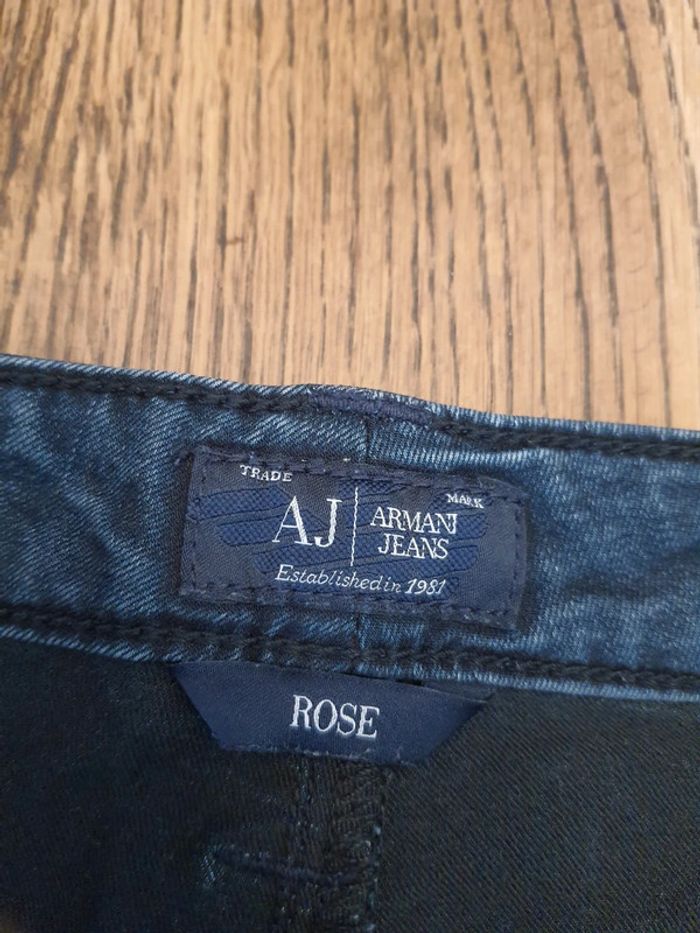 TRADE MARK
AJ ARMANI
JEANS
Established in 1981
ROSE